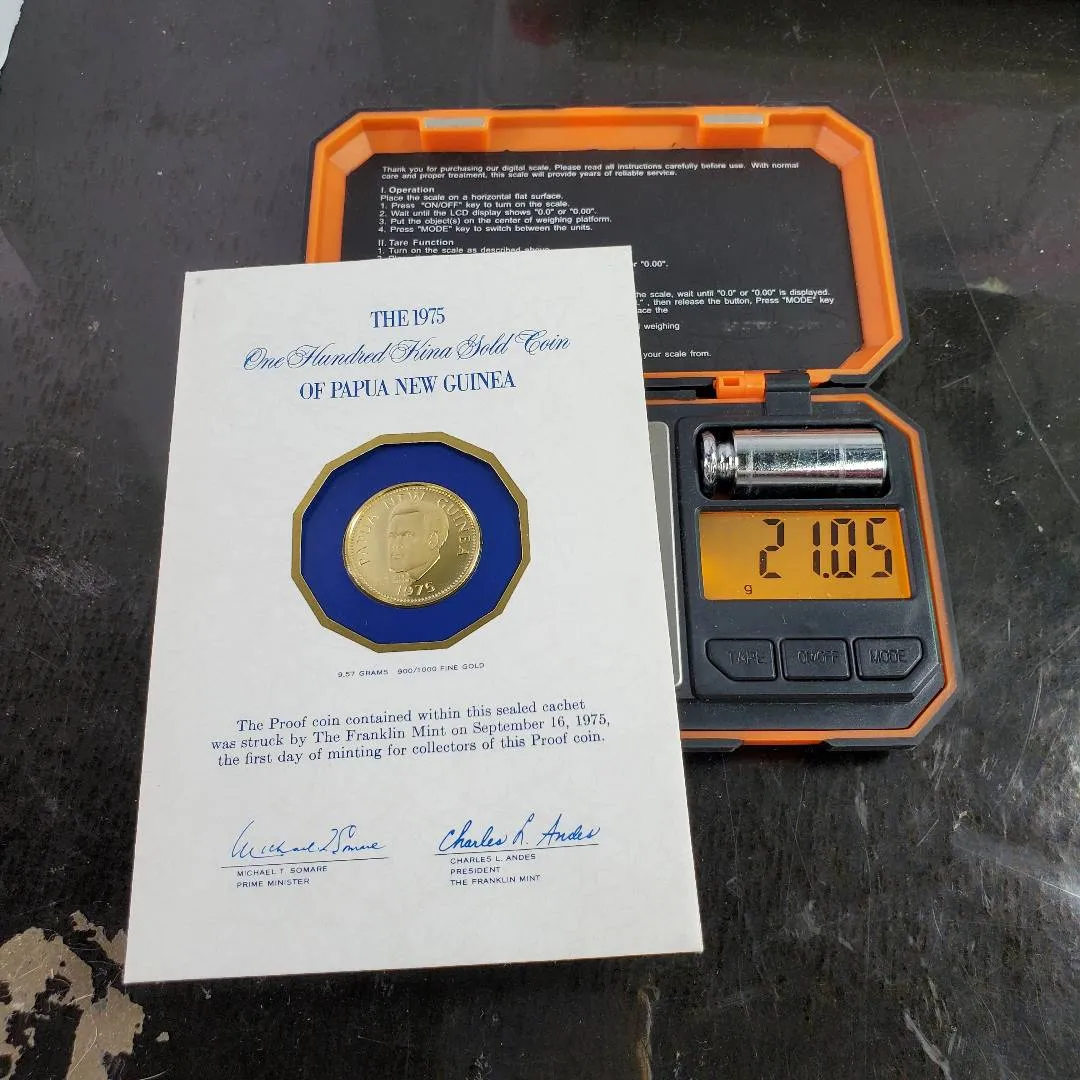 Thank you for purchasing our digital scale. Please read all instructions carefully before use. With normal
care and proper treatment, this scale will provide years of reliable service.
I. Operation
Place the scale on a horizontal flat surface.
1. Press "ON/OFF" key to turn on the scale.
2. Wait until the LCD display shows "0.0" or "0.00".
3. Put the object(s) on the center of weighing platform.
4. Press "MODE" key to switch between the units.
II. Tare Function
1. Turn on the scale as described above
"0.00".
the scale, wait until "0.0" or "0.00" is displayed.
, then release the button, Press "MODE" key
the
weighing
your scale from.
THE 1975
One Hundred Kina Gold Coin
OF PAPUA NEW GUINEA
PAPUA NEW GUINEA
1975
9.57 GRAMS 900/1000 FINE GOLD
The Proof coin contained within this sealed cachet
was struck by The Franklin Mint on September 16, 1975,
the first day of minting for collectors of this Proof coin.
Michael T Somare
MICHAEL T. SOMARE
PRIME MINISTER
Charles L. Andes
CHARLES L. ANDES
PRESIDENT
THE FRANKLIN MINT
21.05
g
TARE ON/OFF MODE